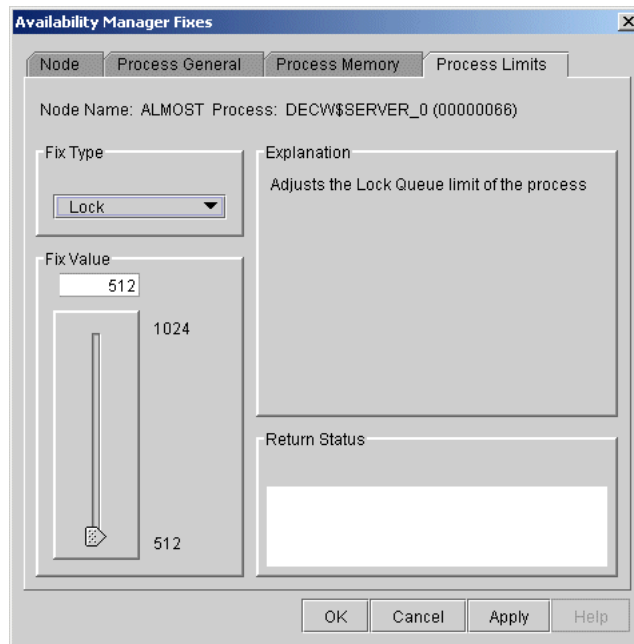 Availability Manager Fixes
Node Process General Process Memory Process Limits
Node Name: ALMOST Process: DECW$SERVER_0 (00000066)
Fix Type
Lock
Explanation
Adjusts the Lock Queue limit of the process
Fix Value
512
1024
512
Return Status
OK Cancel Apply Help